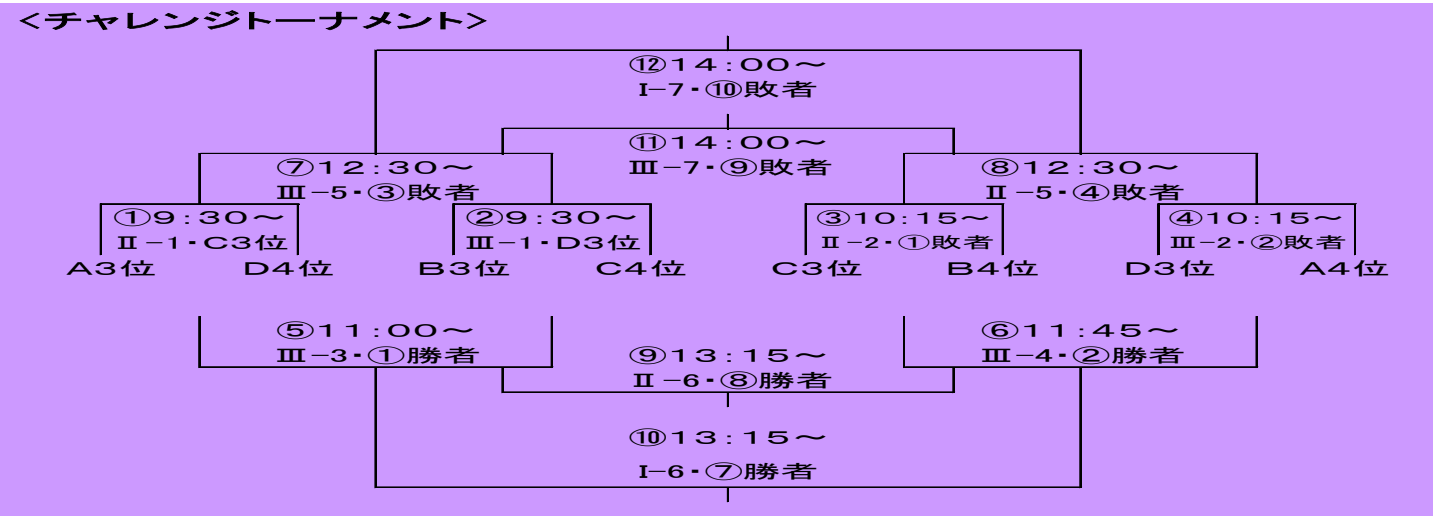 <チャレンジトーナメント>
⑫14:00～
Ⅰ−7・⑩敗者
⑪14:00～
Ⅲ−7・⑨敗者
⑦12:30～
Ⅲ−5・③敗者
⑧12:30～
Ⅱ−5・④敗者
①9:30～
Ⅱ−1・C3位
②9:30～
Ⅲ−1・D3位
③10:15～
Ⅱ−2・①敗者
④10:15～
Ⅲ−2・②敗者
A3位 D4位 B3位 C4位 C3位 B4位 D3位 A4位
⑤11:00～
Ⅲ−3・①勝者
⑥11:45～
Ⅲ−4・②勝者
⑨13:15～
Ⅱ−6・⑧勝者
⑩13:15～
Ⅰ−6・⑦勝者